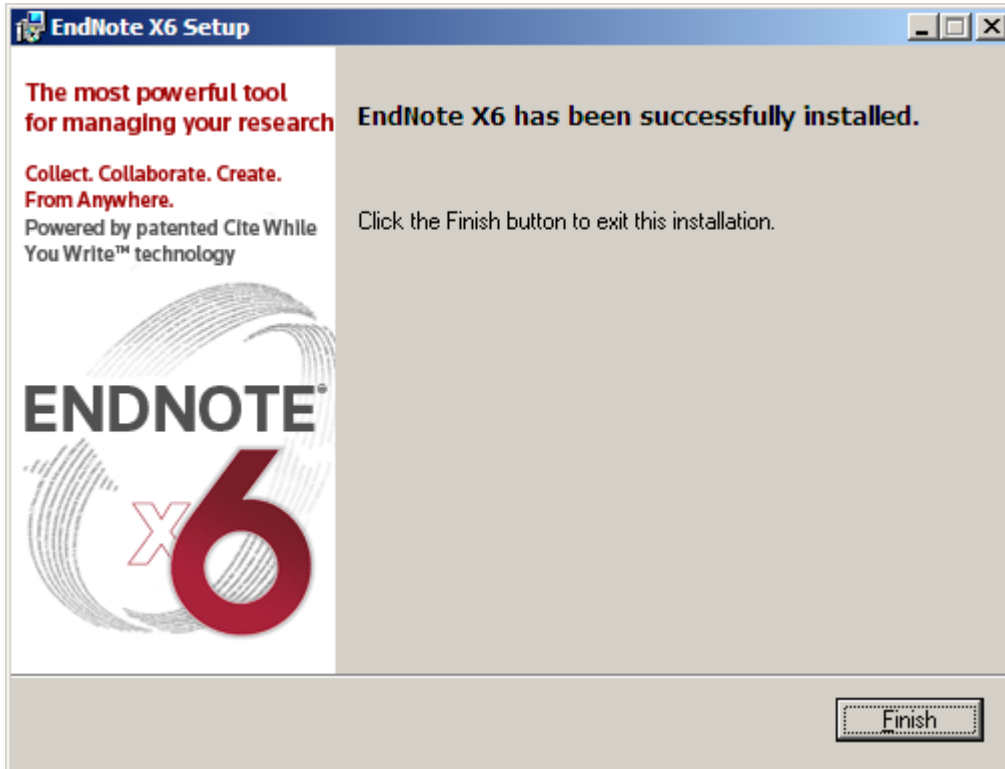 EndNote X6 Setup
The most powerful tool
for managing your research
Collect. Collaborate. Create.
From Anywhere.
Powered by patented Cite While
You Write™ technology
ENDNOTE®
x6
EndNote X6 has been successfully installed.
Click the Finish button to exit this installation.
Finish